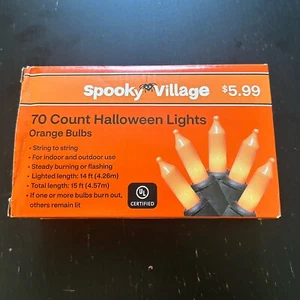 Spooky Village $5.99
70 Count Halloween Lights
Orange Bulbs
• String to string
• For indoor and outdoor use
• Steady burning or flashing
• Lighted length: 14 ft (4.26m)
• Total length: 15 ft (4.57m)
• If one or more bulbs burn out,
others remain lit
UL
CERTIFIED